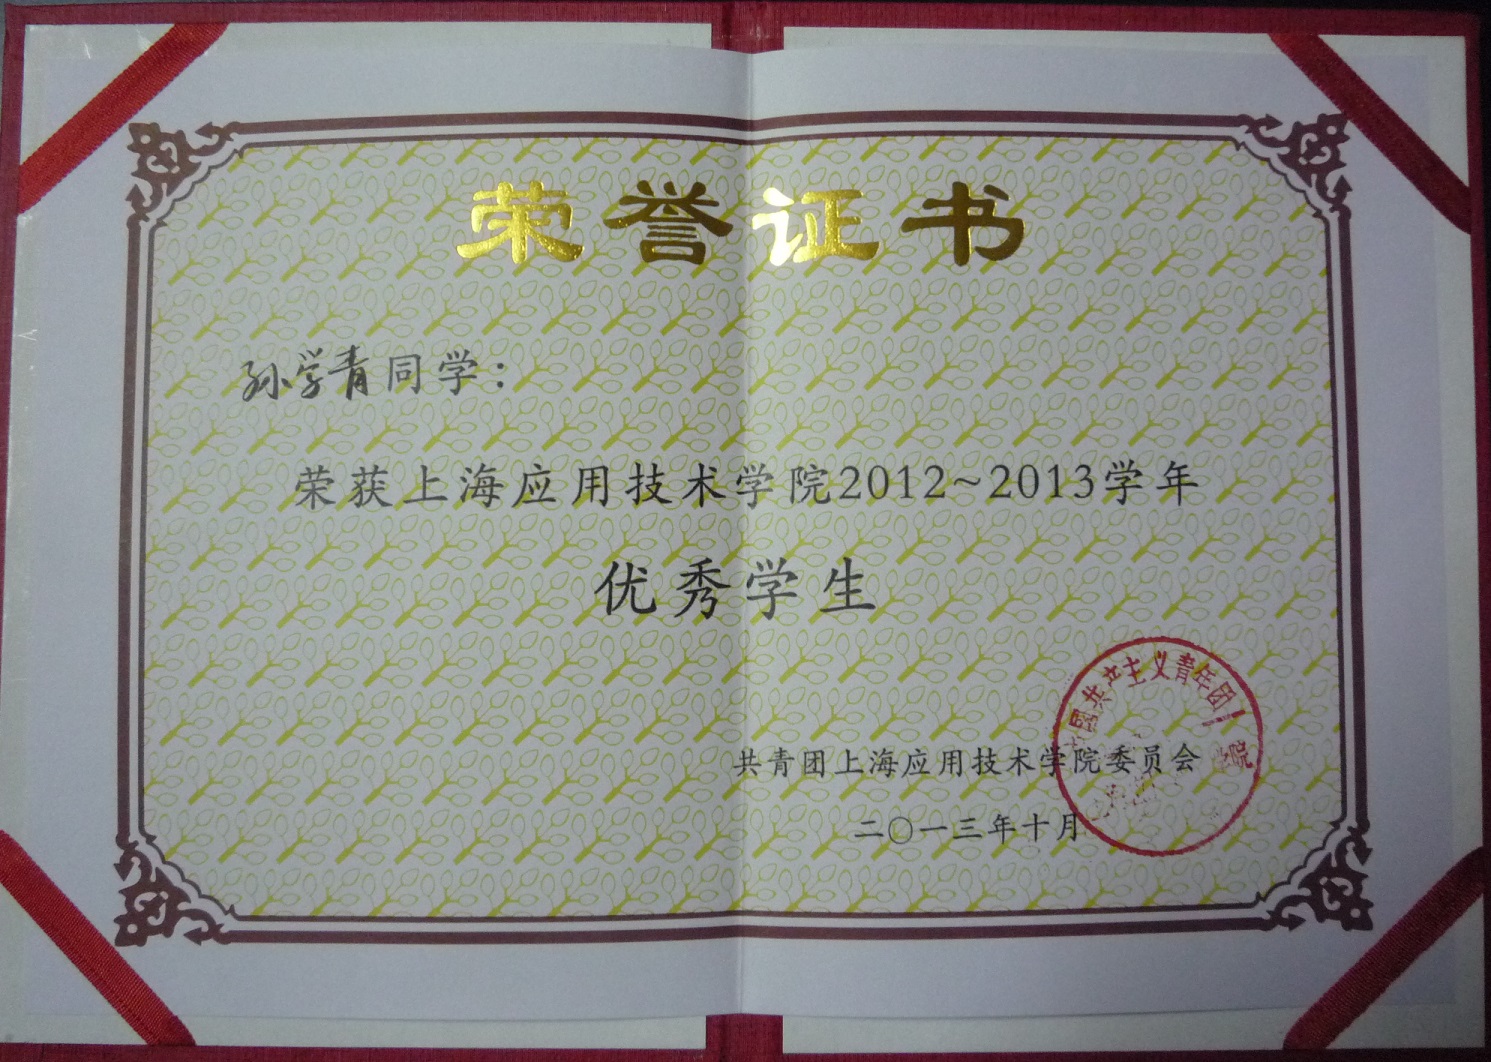 荣誉证书
孙学青同学：
荣获上海应用技术学院2012~2013学年
优秀学生
共青团上海应用技术学院委员会
二〇一三年十月
中国共产主义青年团上 学院